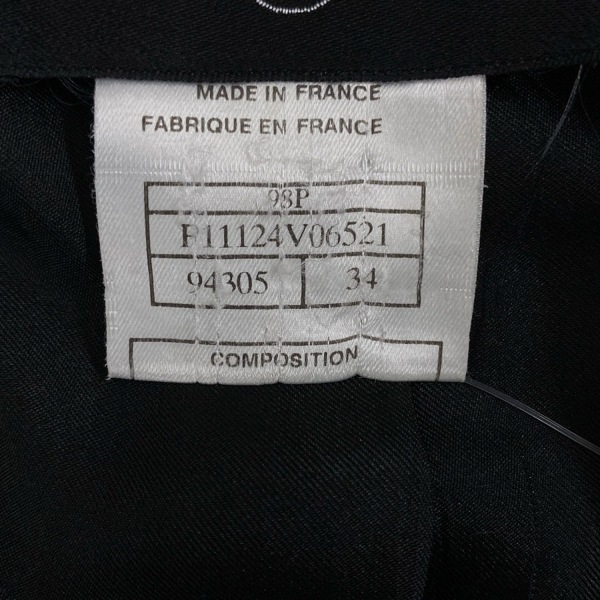 MADE IN FRANCE
FABRIQUE EN FRANCE
98P
P11124V06521
94305 34
COMPOSITION